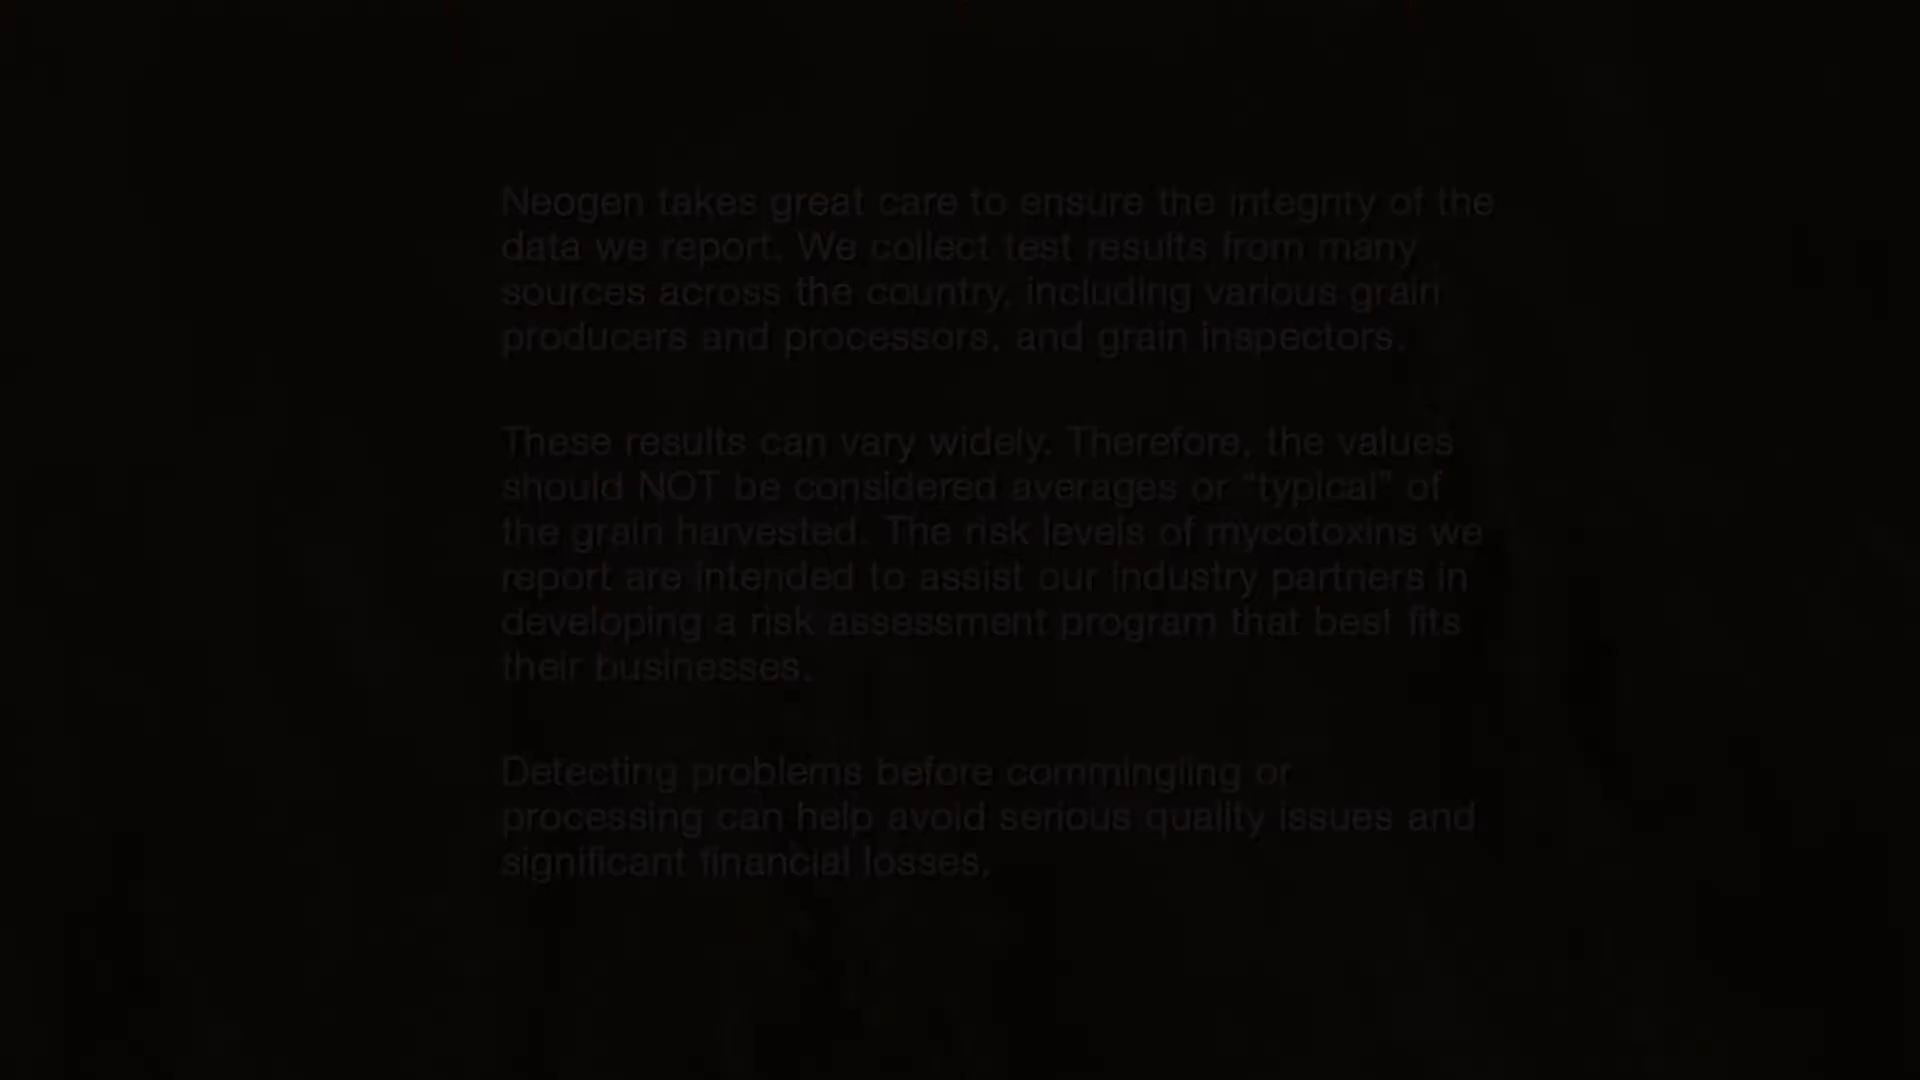 Neogen takes great care to ensure the integrity of the
data we report. We collect test results from many
sources across the country, including various grain
producers and processors, and grain inspectors.
These results can vary widely. Therefore, the values
should NOT be considered averages or “typical” of
the grain harvested. The risk levels of mycotoxins we
report are intended to assist our industry partners in
developing a risk assessment program that best fits
their businesses.
Detecting problems before commingling or
processing can help avoid serious quality issues and
significant financial losses.